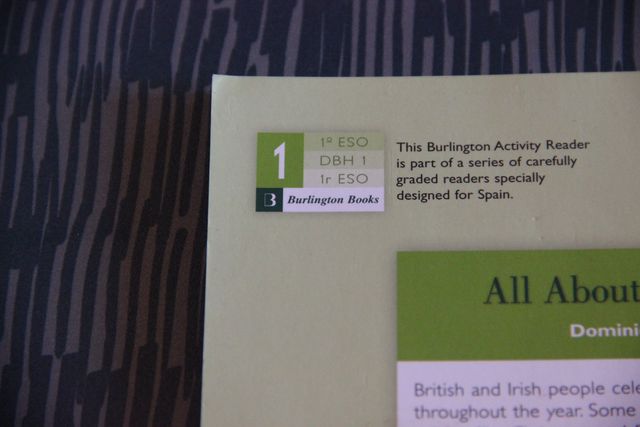 1
1º ESO
DBH 1
1r ESO
B Burlington Books
This Burlington Activity Reader
is part of a series of carefully
graded readers specially
designed for Spain.
All About
Domini
British and Irish people cele
throughout the year. Some